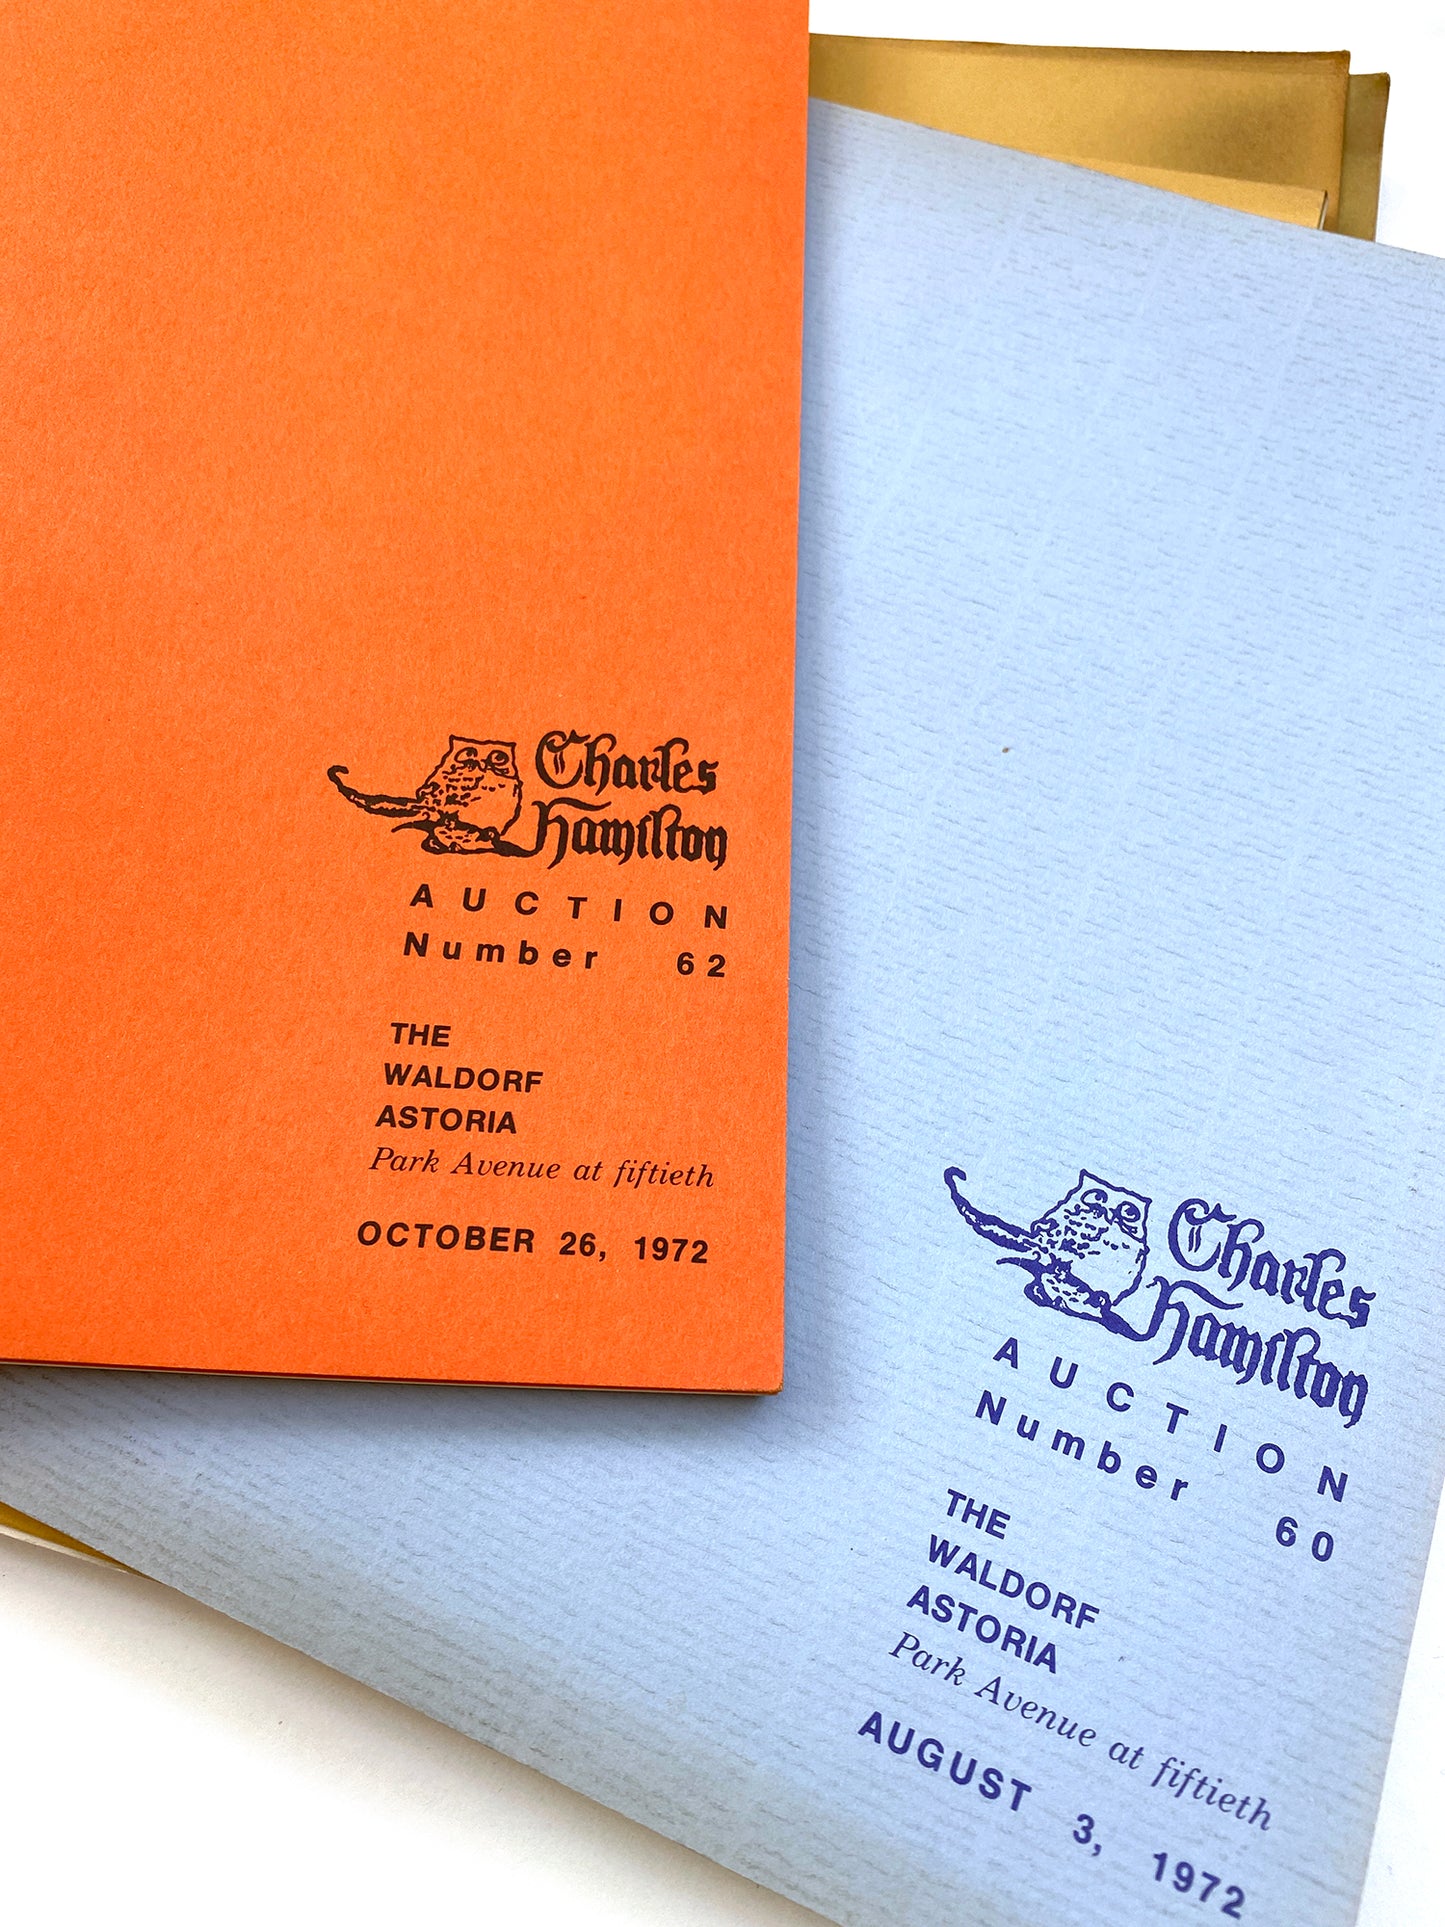 Charles
Hamilton
AUCTION
Number 62
THE
WALDORF
ASTORIA
Park Avenue at fiftieth
OCTOBER 26, 1972
Charles
Hamilton
AUCTION
Number 60
THE
WALDORF
ASTORIA
Park Avenue at fiftieth
AUGUST 3, 1972